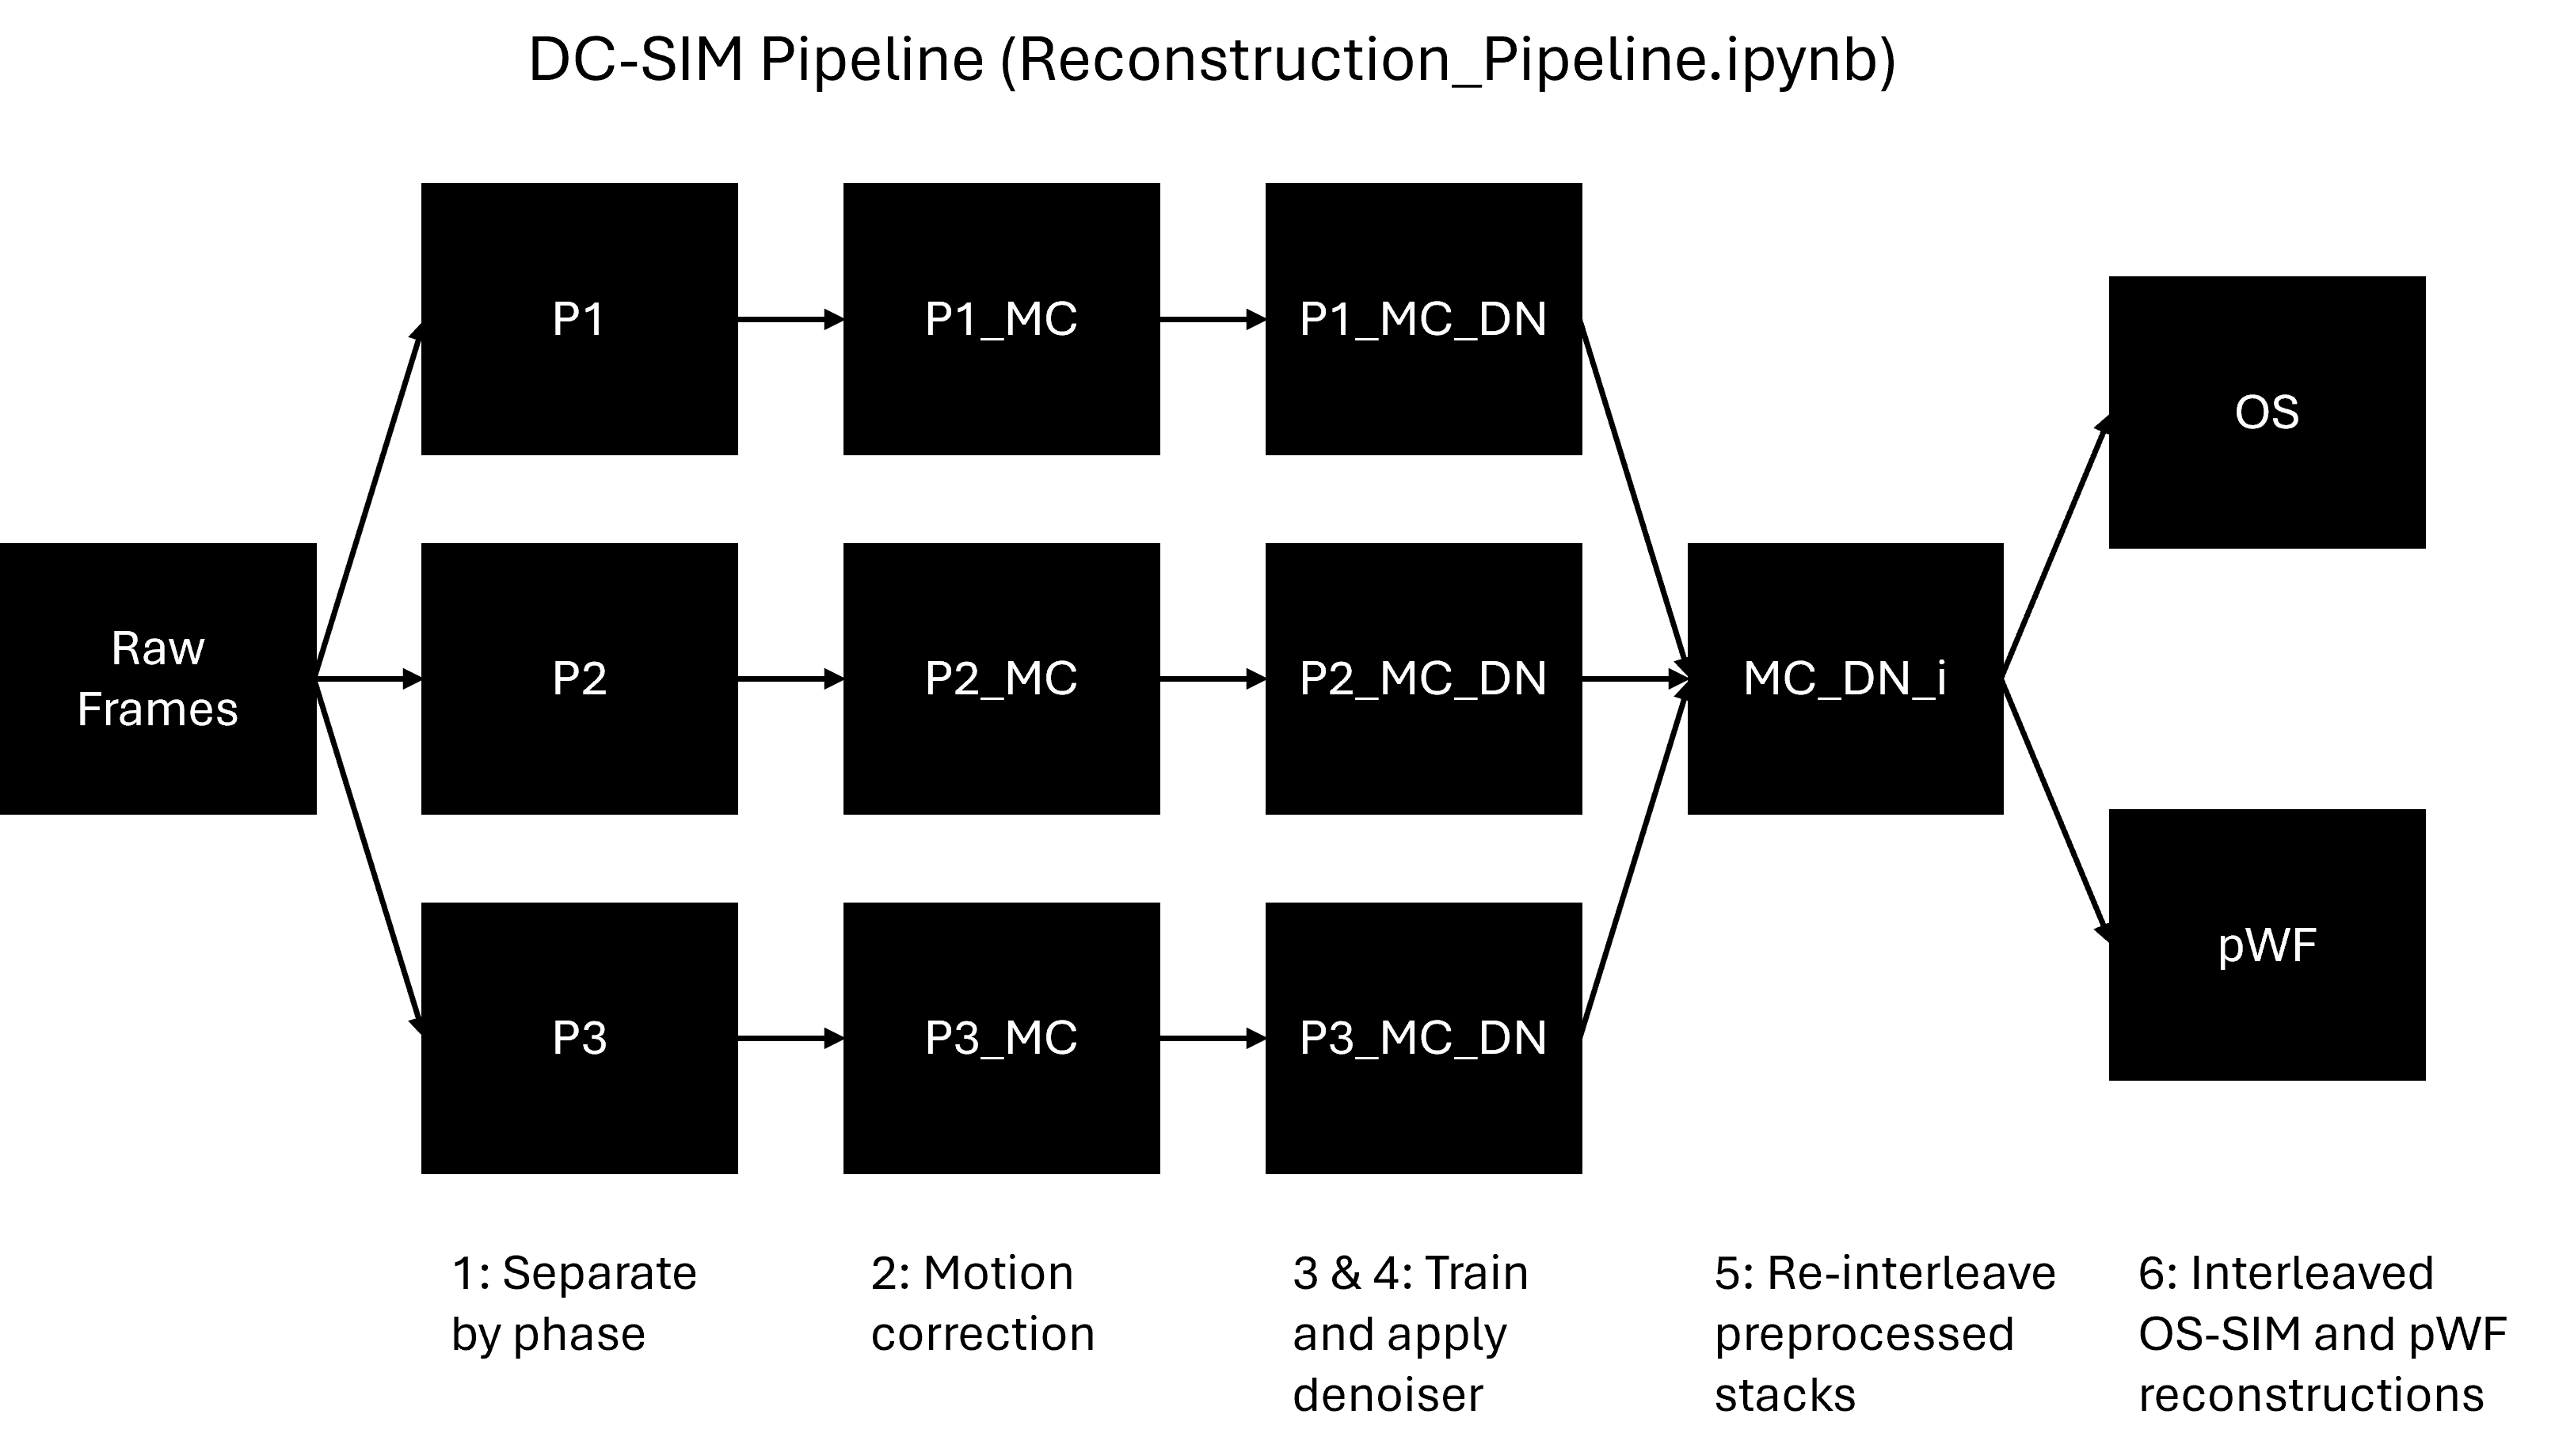 DC-SIM Pipeline (Reconstruction_Pipeline.ipynb)
Raw
Frames
P1
P1_MC
P1_MC_DN
P2
P2_MC
P2_MC_DN
P3
P3_MC
P3_MC_DN
MC_DN_i
OS
pWF
1: Separate
by phase
2: Motion
correction
3 & 4: Train
and apply
denoiser
5: Re-interleave
preprocessed
stacks
6: Interleaved
OS-SIM and pWF
reconstructions